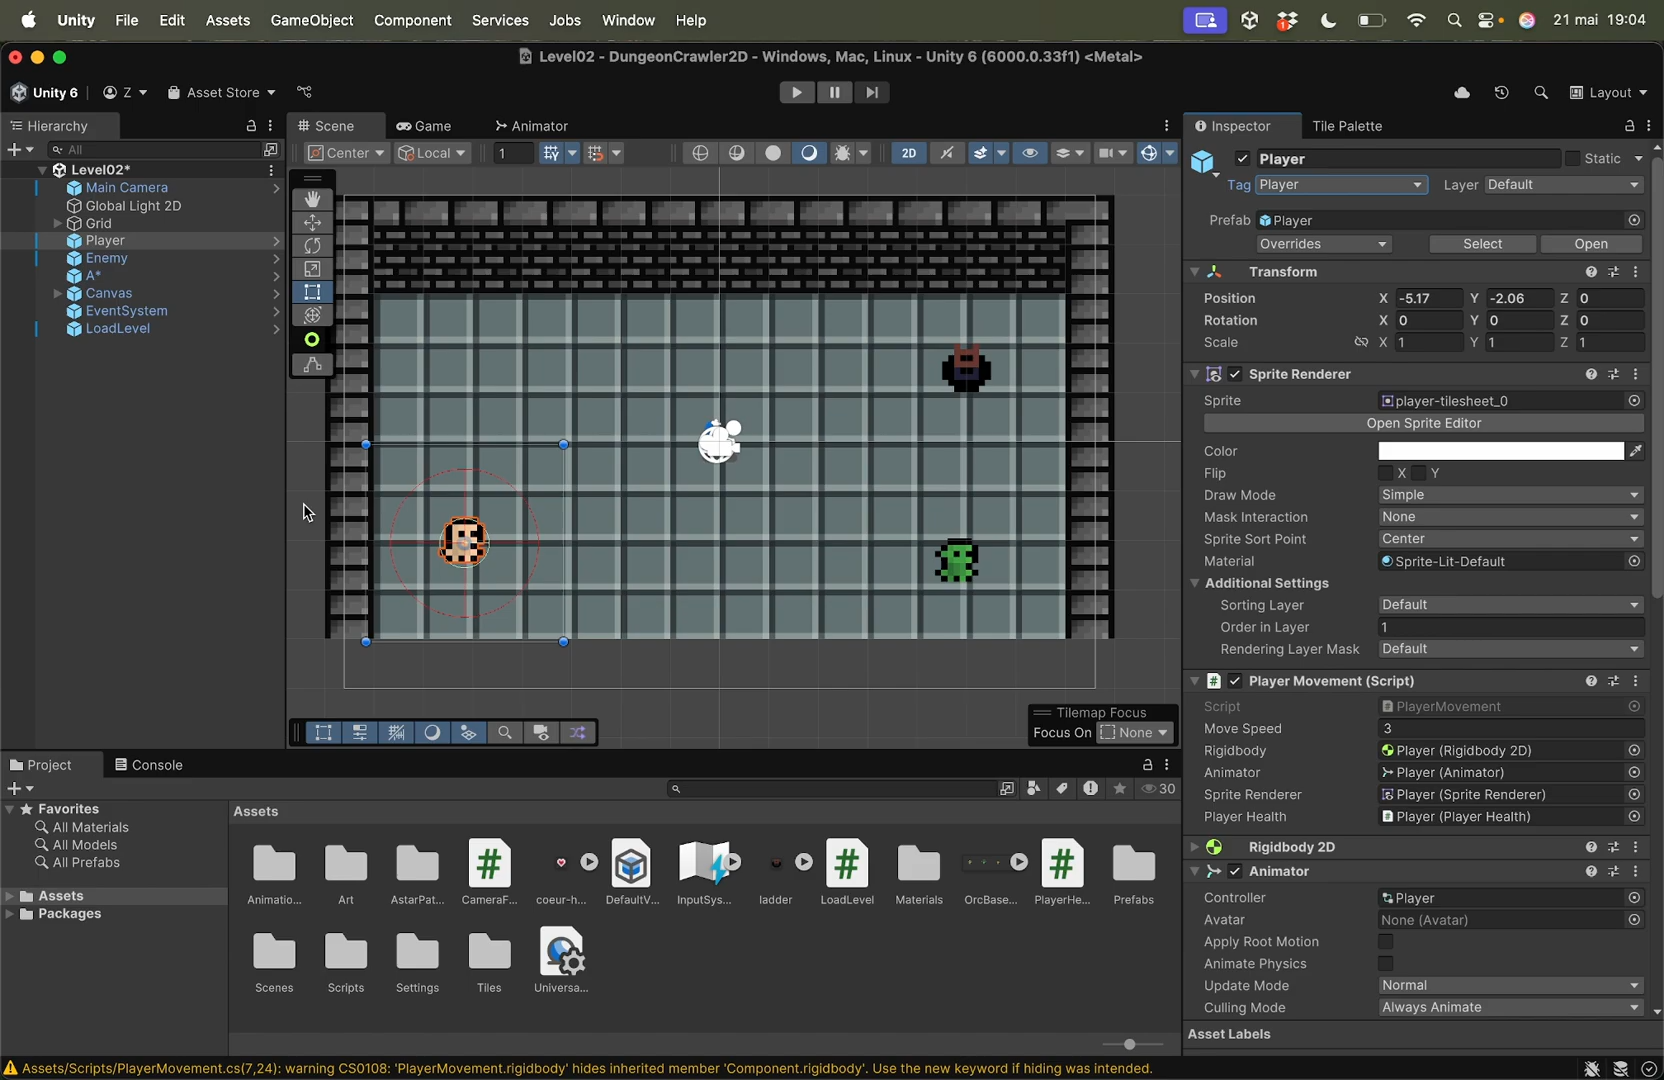 Unity File Edit Assets GameObject Component Services Jobs Window Help 1 21 mai 19:04
Level02 - DungeonCrawler2D - Windows, Mac, Linux - Unity 6 (6000.0.33f1) <Metal>
Unity 6 Z Asset Store Layout
Hierarchy
All
Level02*
Main Camera
Global Light 2D
Grid
Player
Enemy
A*
Canvas
EventSystem
LoadLevel
Scene Game Animator
Center Local 1 2D
Tilemap Focus
Focus On None
Inspector Tile Palette
Player Static
Tag Player Layer Default
Prefab Player
Overrides Select Open
Transform
Position X -5.17 Y -2.06 Z 0
Rotation X 0 Y 0 Z 0
Scale X 1 Y 1 Z 1
Sprite Renderer
Sprite player-tilesheet_0
Open Sprite Editor
Color
Flip X Y
Draw Mode Simple
Mask Interaction None
Sprite Sort Point Center
Material Sprite-Lit-Default
Additional Settings
Sorting Layer Default
Order in Layer 1
Rendering Layer Mask Default
Player Movement (Script)
Script PlayerMovement
Move Speed 3
Rigidbody Player (Rigidbody 2D)
Animator Player (Animator)
Sprite Renderer Player (Sprite Renderer)
Player Health Player (Player Health)
Rigidbody 2D
Animator
Controller Player
Avatar None (Avatar)
Apply Root Motion
Animate Physics
Update Mode Normal
Culling Mode Always Animate
Asset Labels
Project Console
30
Favorites
All Materials
All Models
All Prefabs
Assets
Packages
Assets
Animatio... Art AstarPat... CameraF... coeur-h... DefaultV... InputSys... ladder LoadLevel Materials OrcBase... PlayerHe... Prefabs
Scenes Scripts Settings Tiles Universa...
Assets/Scripts/PlayerMovement.cs(7,24): warning CS0108: 'PlayerMovement.rigidbody' hides inherited member 'Component.rigidbody'. Use the new keyword if hiding was intended.